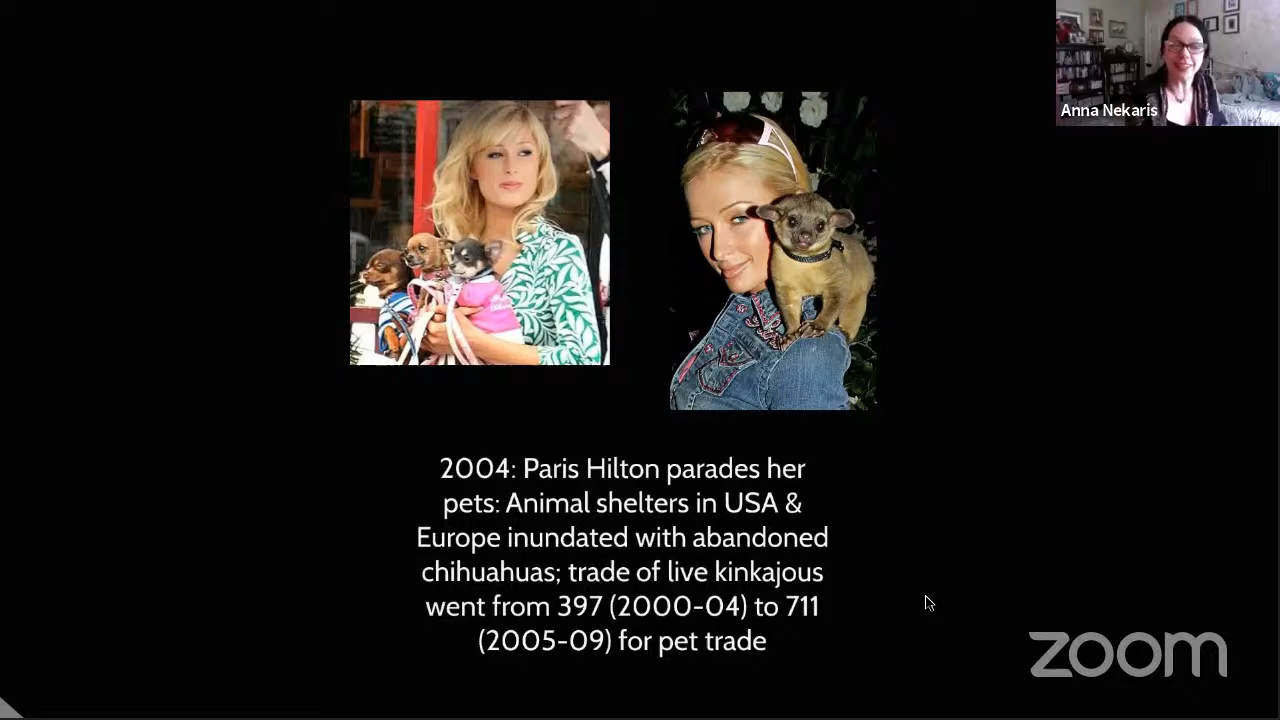 Anna Nekaris
2004: Paris Hilton parades her
pets: Animal shelters in USA &
Europe inundated with abandoned
chihuahuas; trade of live kinkajous
went from 397 (2000-04) to 711
(2005-09) for pet trade
zoom